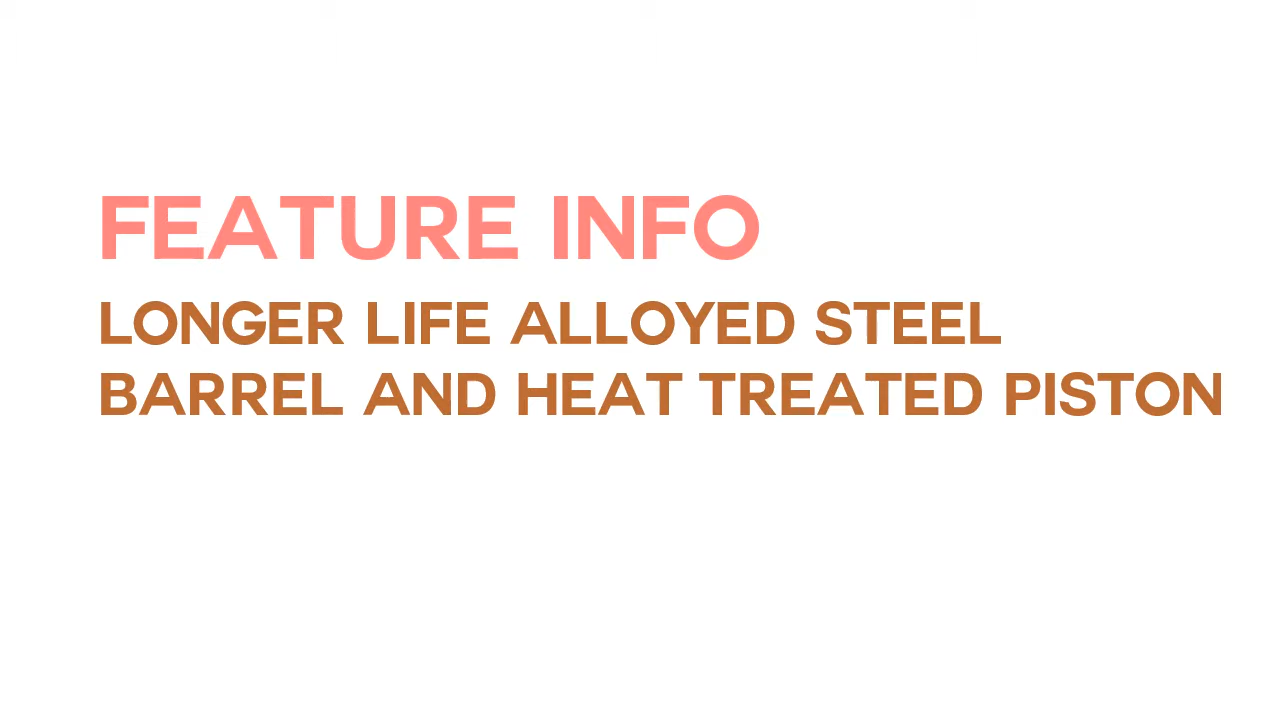 FEATURE INFO
LONGER LIFE ALLOYED STEEL
BARREL AND HEAT TREATED PISTON